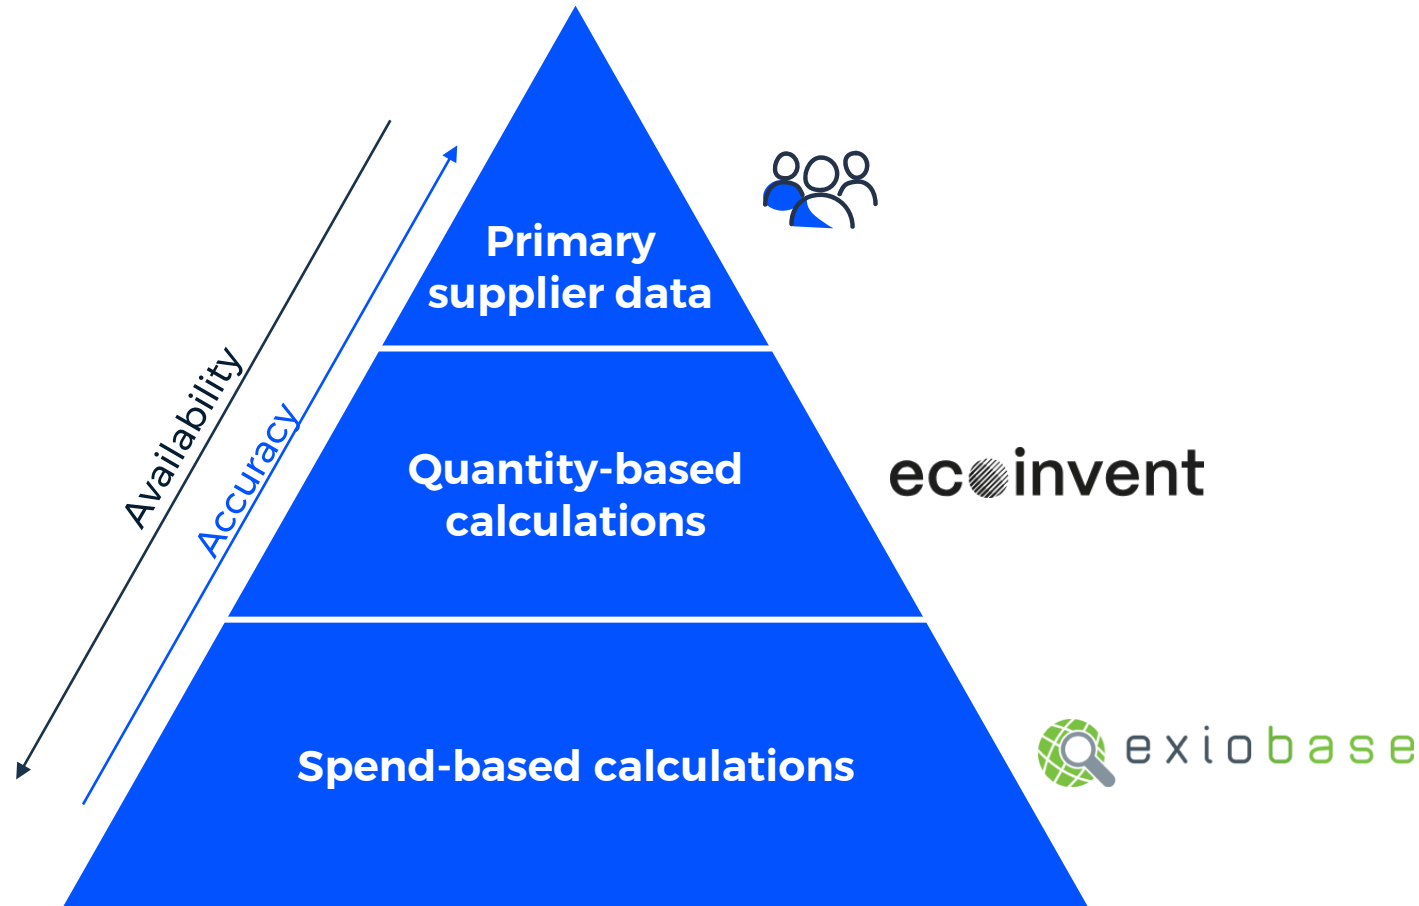 Primary
supplier data
Availability
Accuracy
Quantity-based
calculations
ecoinvent
Spend-based calculations
exiobase